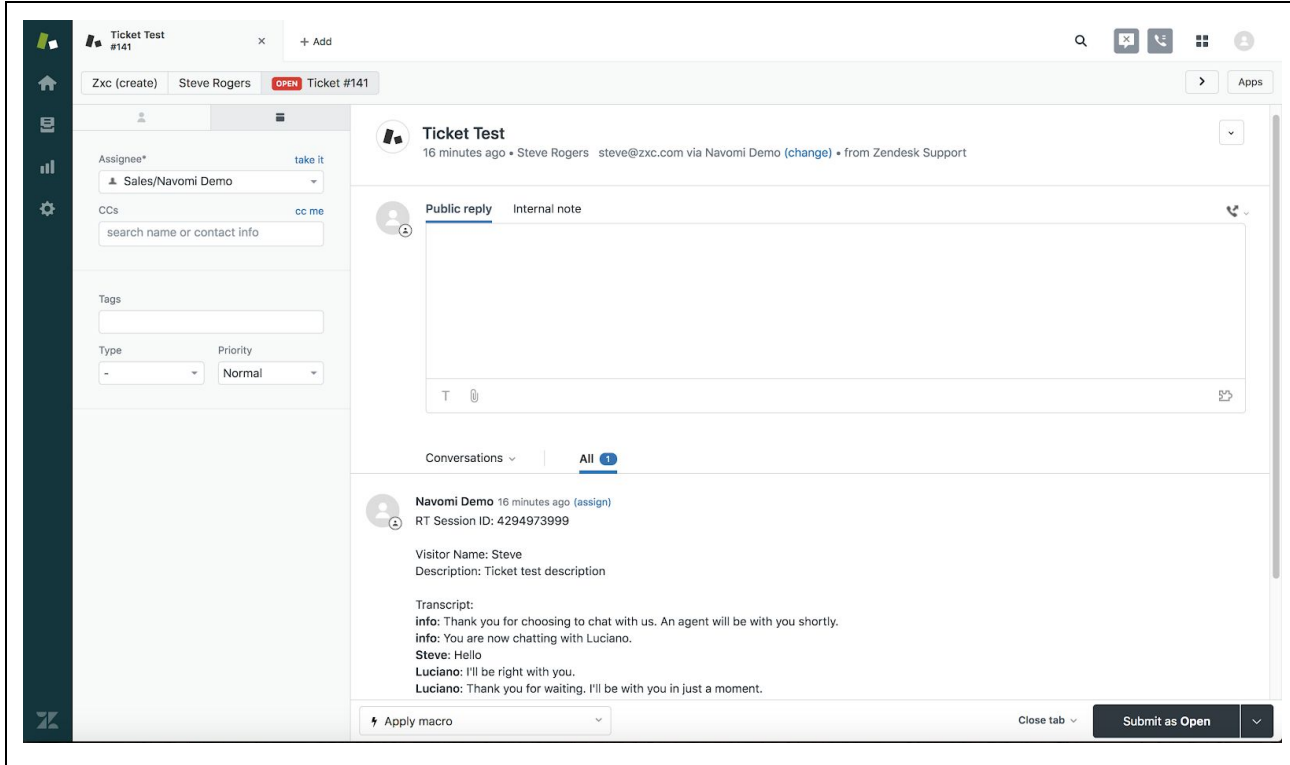 Ticket Test
#141
× + Add
Zxc (create) Steve Rogers OPEN Ticket #141
Apps
Assignee* take it
Sales/Navomi Demo
CCs cc me
search name or contact info
Tags
Type Priority
- Normal
Ticket Test
16 minutes ago • Steve Rogers steve@zxc.com via Navomi Demo (change) • from Zendesk Support
Public reply Internal note
T
Conversations All 1
Navomi Demo 16 minutes ago (assign)
RT Session ID: 4294973999
Visitor Name: Steve
Description: Ticket test description
Transcript:
info: Thank you for choosing to chat with us. An agent will be with you shortly.
info: You are now chatting with Luciano.
Steve: Hello
Luciano: I'll be right with you.
Luciano: Thank you for waiting. I'll be with you in just a moment.
Apply macro
Close tab Submit as Open